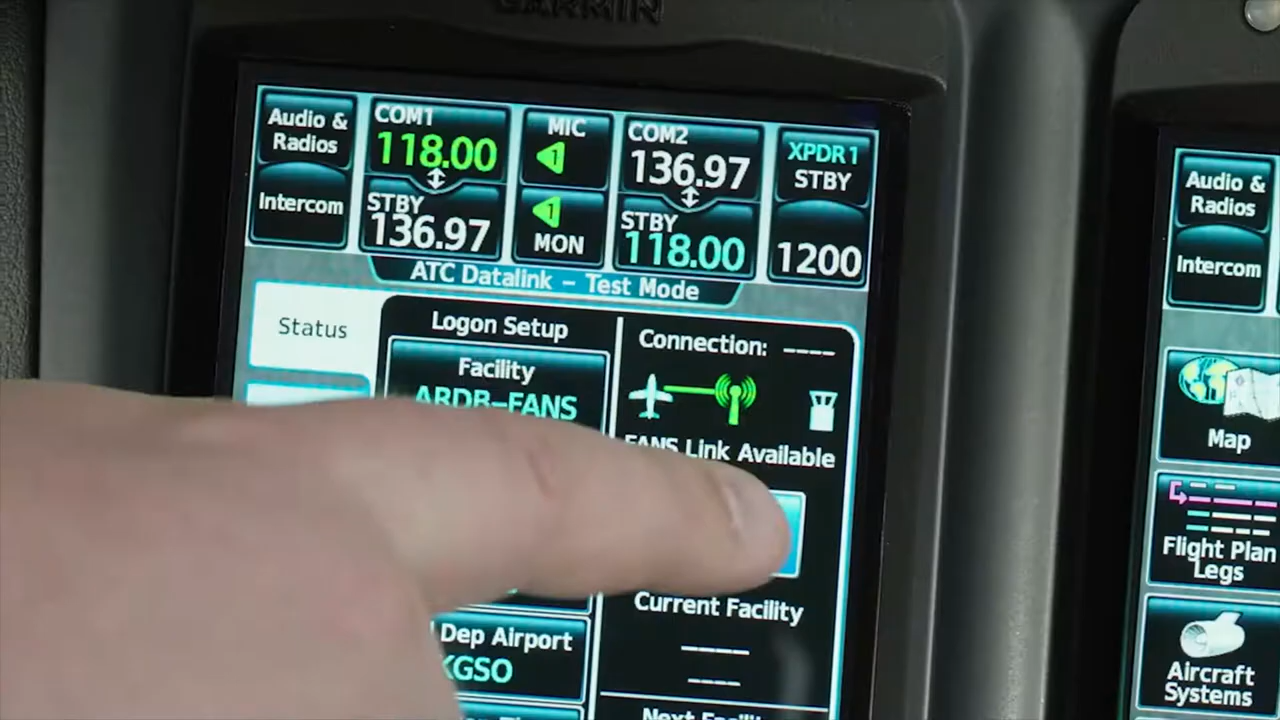 GARMIN
Audio &
Radios
Intercom
COM1
118.00
STBY
136.97
MIC
1
1
MON
COM2
136.97
STBY
118.00
XPDR1
STBY
1200
ATC Datalink – Test Mode
Status
Logon Setup
Facility
ARDB-FANS
Dep Airport
KGSO
Connection: ----
FANS Link Available
Current Facility
----
----
Audio &
Radios
Intercom
Map
Flight Plan
Legs
Aircraft
Systems